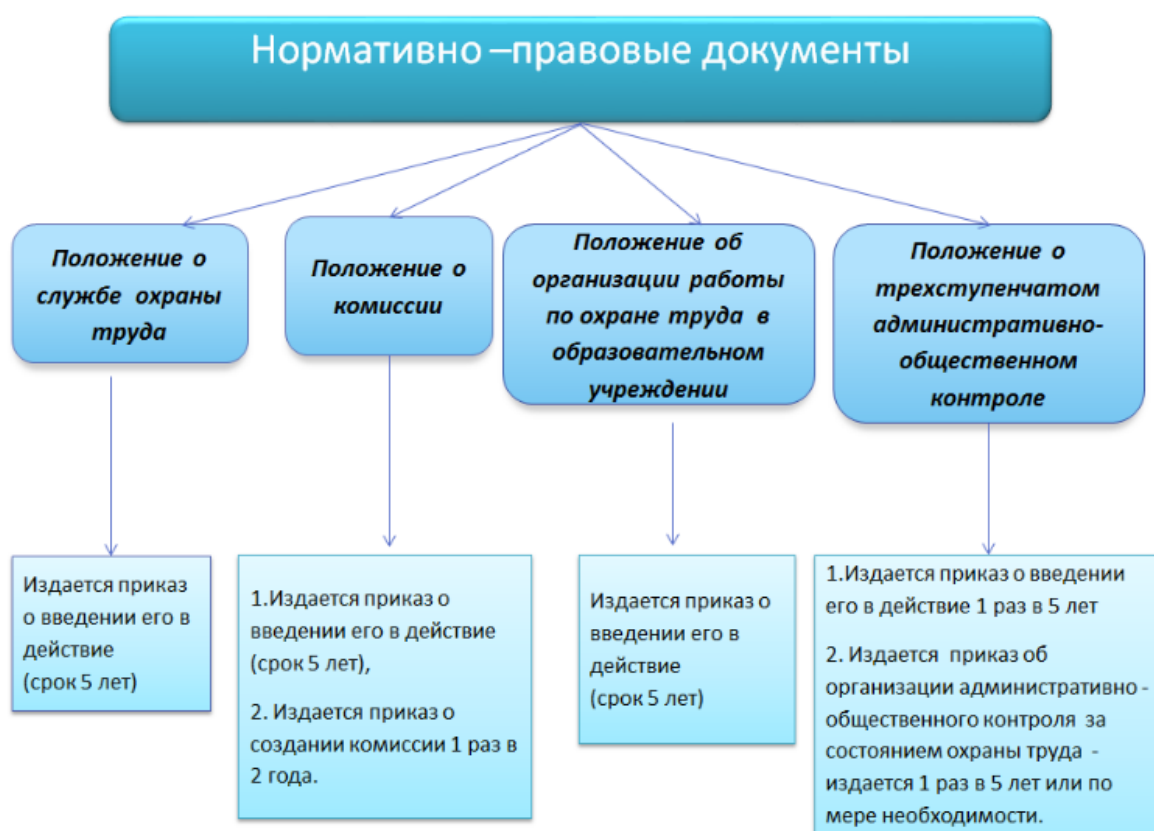 Нормативно –правовые документы
Положение о
службе охраны
труда
Положение о
комиссии
Положение об
организации работы
по охране труда в
образовательном
учреждении
Положение о
трехступенчатом
административно-
общественном
контроле
Издается приказ
о введении его в
действие
(срок 5 лет)
1.Издается приказ о
введении его в действие
(срок 5 лет),
2. Издается приказ о
создании комиссии 1 раз в
2 года.
Издается приказ о
введении его в
действие
(срок 5 лет)
1.Издается приказ о введении
его в действие 1 раз в 5 лет
2. Издается приказ об
организации административно -
общественного контроля за
состоянием охраны труда -
издается 1 раз в 5 лет или по
мере необходимости.